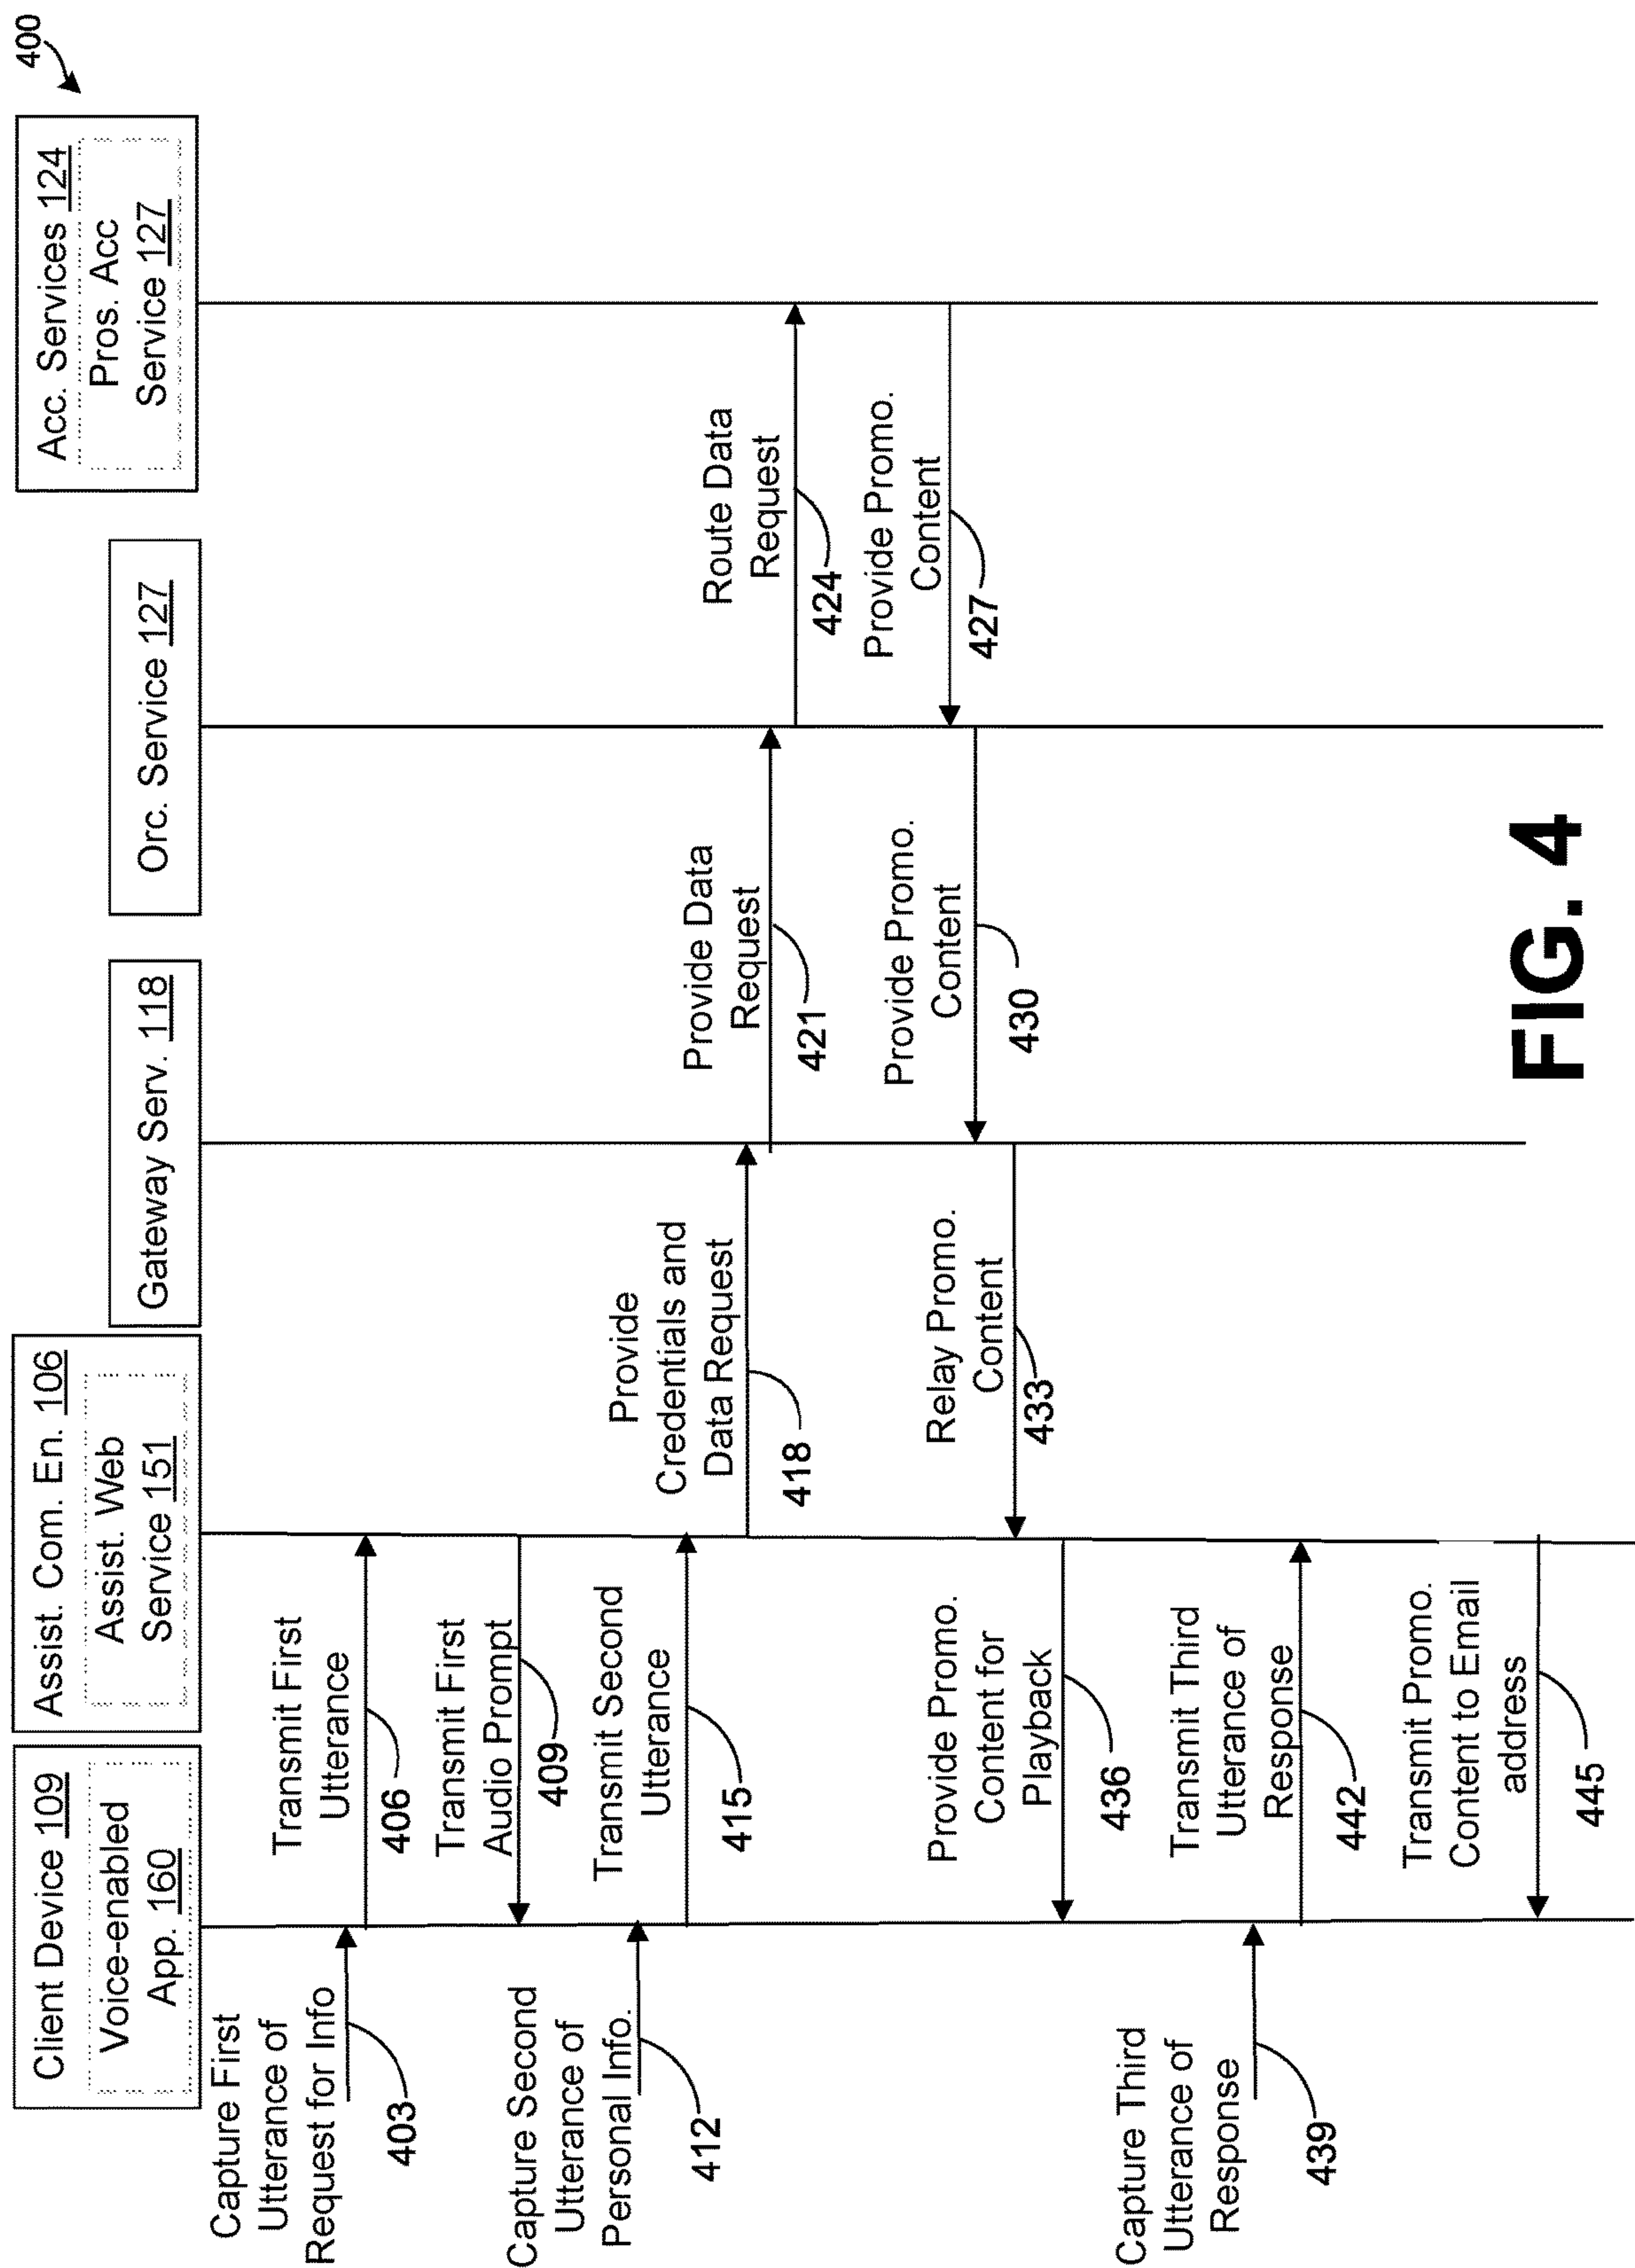 400
Client Device 109
Voice-enabled
App. 160
Assist. Com. En. 106
Assist. Web
Service 151
Gateway Serv. 118
Orc. Service 127
Acc. Services 124
Pros. Acc
Service 127
Capture First
Utterance of
Request for Info
403
Transmit First
Utterance
406
Transmit First
Audio Prompt
409
Capture Second
Utterance of
Personal Info.
412
Transmit Second
Utterance
415
Provide
Credentials and
Data Request
418
Provide Data
Request
421
Route Data
Request
424
Provide Promo.
Content
427
Provide Promo.
Content
430
Relay Promo.
Content
433
Provide Promo.
Content for
Playback
436
Capture Third
Utterance of
Response
439
Transmit Third
Utterance of
Response
442
Transmit Promo.
Content to Email
address
445
FIG. 4